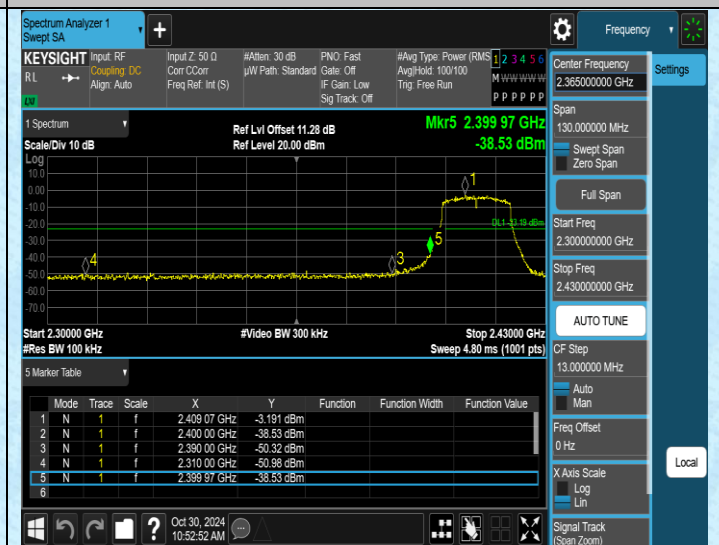 Spectrum Analyzer 1
Swept SA
+
Frequency
KEYSIGHT
RL
LXI
Input: RF
Coupling: DC
Align: Auto
Input Z: 50 Ω
Corr CCorr
Freq Ref: Int (S)
#Atten: 30 dB
µW Path: Standard
PNO: Fast
Gate: Off
IF Gain: Low
Sig Track: Off
#Avg Type: Power (RMS
Avg|Hold: 100/100
Trig: Free Run
1 2 3 4 5 6
M W W W W W
P P P P P P
1 Spectrum
Scale/Div 10 dB
Ref Lvl Offset 11.28 dB
Ref Level 20.00 dBm
Mkr5 2.399 97 GHz
-38.53 dBm
Log
10.0
0.00
-10.0
-20.0
-30.0
-40.0
-50.0
-60.0
-70.0
1
DL1 -23.19 dBm
5
4
3
Start 2.30000 GHz
#Res BW 100 kHz
#Video BW 300 kHz
Stop 2.43000 GHz
Sweep 4.80 ms (1001 pts)
5 Marker Table
Mode Trace Scale X Y Function Function Width Function Value
1 N 1 f 2.409 07 GHz -3.191 dBm
2 N 1 f 2.400 00 GHz -38.53 dBm
3 N 1 f 2.390 00 GHz -50.32 dBm
4 N 1 f 2.310 00 GHz -50.98 dBm
5 N 1 f 2.399 97 GHz -38.53 dBm
6
?
Oct 30, 2024
10:52:52 AM
Center Frequency
2.365000000 GHz
Span
130.000000 MHz
Swept Span
Zero Span
Full Span
Start Freq
2.300000000 GHz
Stop Freq
2.430000000 GHz
AUTO TUNE
CF Step
13.000000 MHz
Auto
Man
Freq Offset
0 Hz
X Axis Scale
Log
Lin
Signal Track
(Span Zoom)
Settings
Local